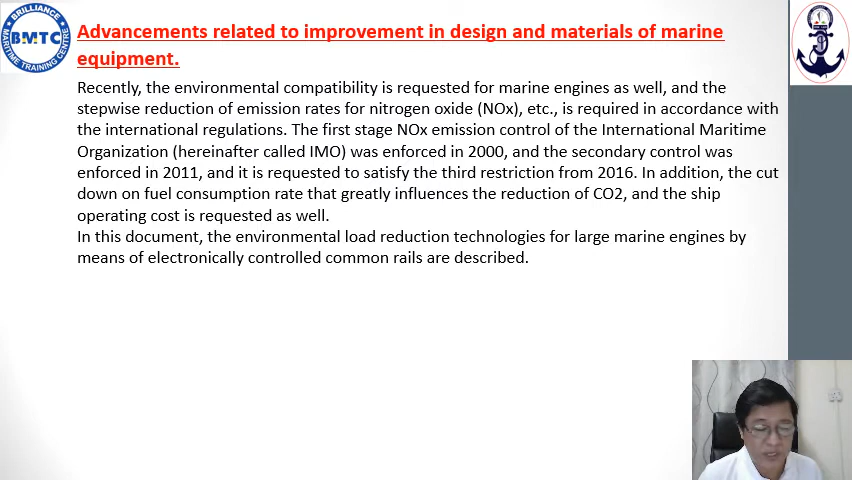 BRILLIANCE
BMTC
MARITIME TRAINING CENTRE
Advancements related to improvement in design and materials of marine
equipment.
Recently, the environmental compatibility is requested for marine engines as well, and the
stepwise reduction of emission rates for nitrogen oxide (NOx), etc., is required in accordance with
the international regulations. The first stage NOx emission control of the International Maritime
Organization (hereinafter called IMO) was enforced in 2000, and the secondary control was
enforced in 2011, and it is requested to satisfy the third restriction from 2016. In addition, the cut
down on fuel consumption rate that greatly influences the reduction of CO2, and the ship
operating cost is requested as well.
In this document, the environmental load reduction technologies for large marine engines by
means of electronically controlled common rails are described.